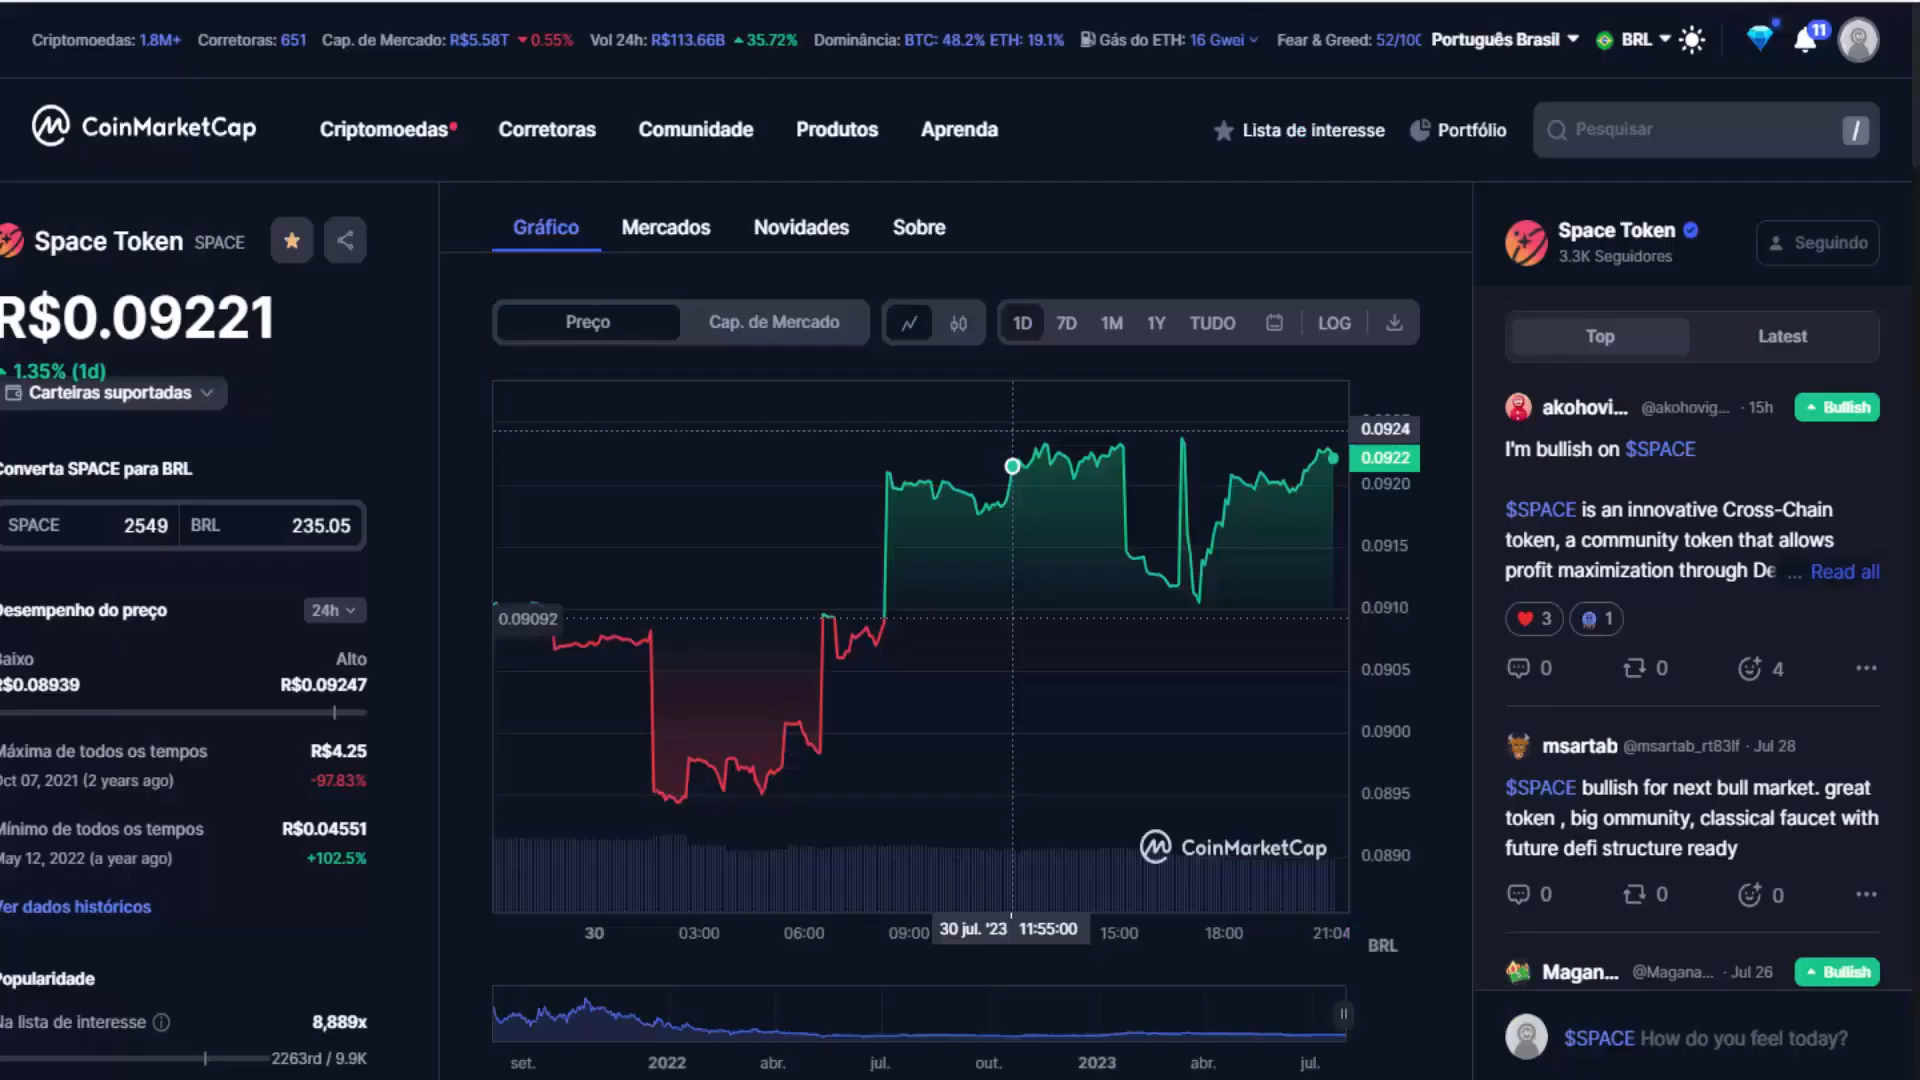 Criptomoedas: 1.8M+ Corretoras: 651 Cap. de Mercado: R$5.58T 0.55% Vol 24h: R$113.66B 35.72% Dominância: BTC: 48.2% ETH: 19.1% Gás do ETH: 16 Gwei Fear & Greed: 52/100 Português Brasil BRL 11
CoinMarketCap Criptomoedas Corretoras Comunidade Produtos Aprenda Lista de interesse Portfólio Pesquisar /
Space Token SPACE
R$0.09221
1.35% (1d)
Carteiras suportadas
Converta SPACE para BRL
SPACE 2549 BRL 235.05
Desempenho do preço 24h
Baixo Alto
R$0.08939 R$0.09247
Máxima de todos os tempos R$4.25
Oct 07, 2021 (2 years ago) -97.83%
Mínimo de todos os tempos R$0.04551
May 12, 2022 (a year ago) +102.5%
Ver dados históricos
Popularidade
Na lista de interesse 8,889x
2263rd / 9.9K
Gráfico Mercados Novidades Sobre
Preço Cap. de Mercado 1D 7D 1M 1Y TUDO LOG
0.0924
0.0922
0.0920
0.0915
0.0910
0.09092
0.0905
0.0900
0.0895
0.0890
CoinMarketCap
30 03:00 06:00 09:00 30 jul. '23 11:55:00 15:00 18:00 21:04
BRL
set. 2022 abr. jul. out. 2023 abr. jul.
Space Token
3.3K Seguidores
Seguindo
Top Latest
akohovi... @akohovig... · 15h Bullish
I'm bullish on $SPACE
$SPACE is an innovative Cross-Chain
token, a community token that allows
profit maximization through De ... Read all
3 1
0 0 4
msartab @msartab_rt83lf · Jul 28
$SPACE bullish for next bull market. great
token , big ommunity, classical faucet with
future defi structure ready
0 0 0
Magan... @Magana... · Jul 26 Bullish
$SPACE How do you feel today?